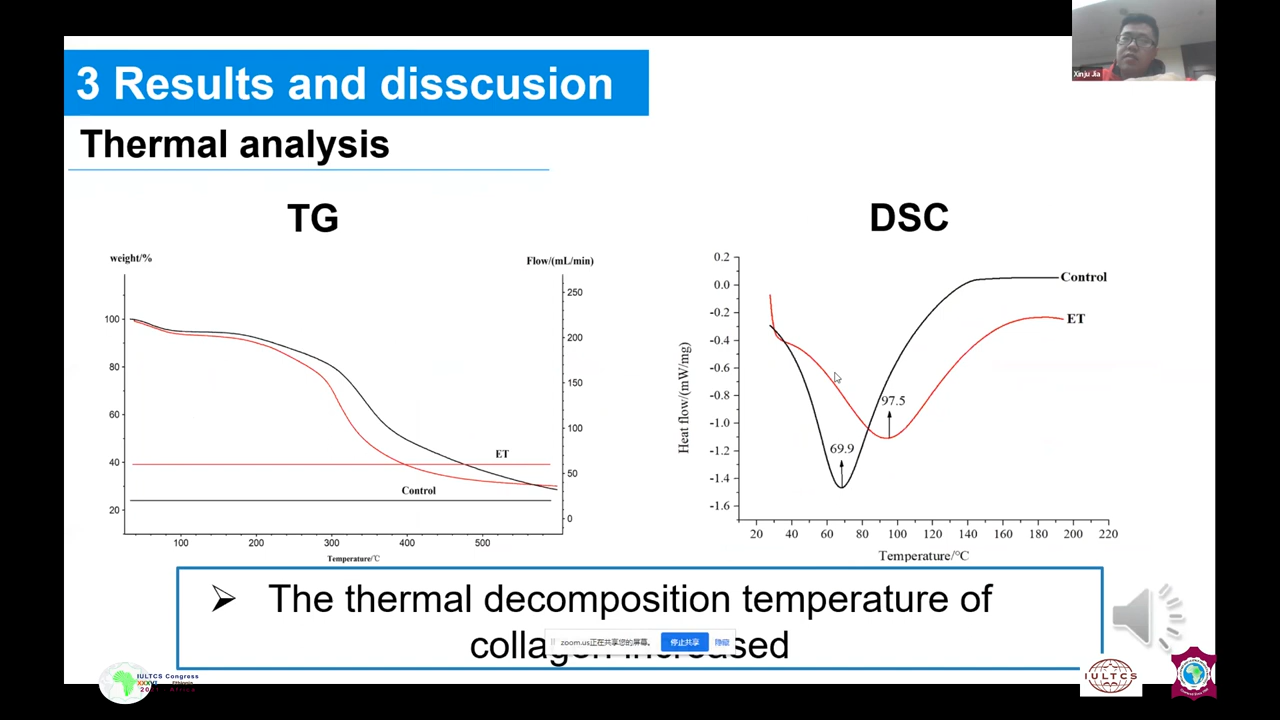 Xinju Jia
3 Results and disscusion
Thermal analysis
TG
DSC
weight/%
Flow/(mL/min)
100
80
60
40
20
250
200
150
100
50
0
ET
Control
100 200 300 400 500
Temperature/℃
0.2
0.0
-0.2
-0.4
-0.6
-0.8
-1.0
-1.2
-1.4
-1.6
Heat flow/(mW/mg)
Control
ET
97.5
69.9
20 40 60 80 100 120 140 160 180 200 220
Temperature/°C
➢ The thermal decomposition temperature of
collagen increased
zoom.us正在共享您的屏幕。 停止共享 隐藏
IULTCS Congress
XXXVI Ethiopia
Africa
IULTCS